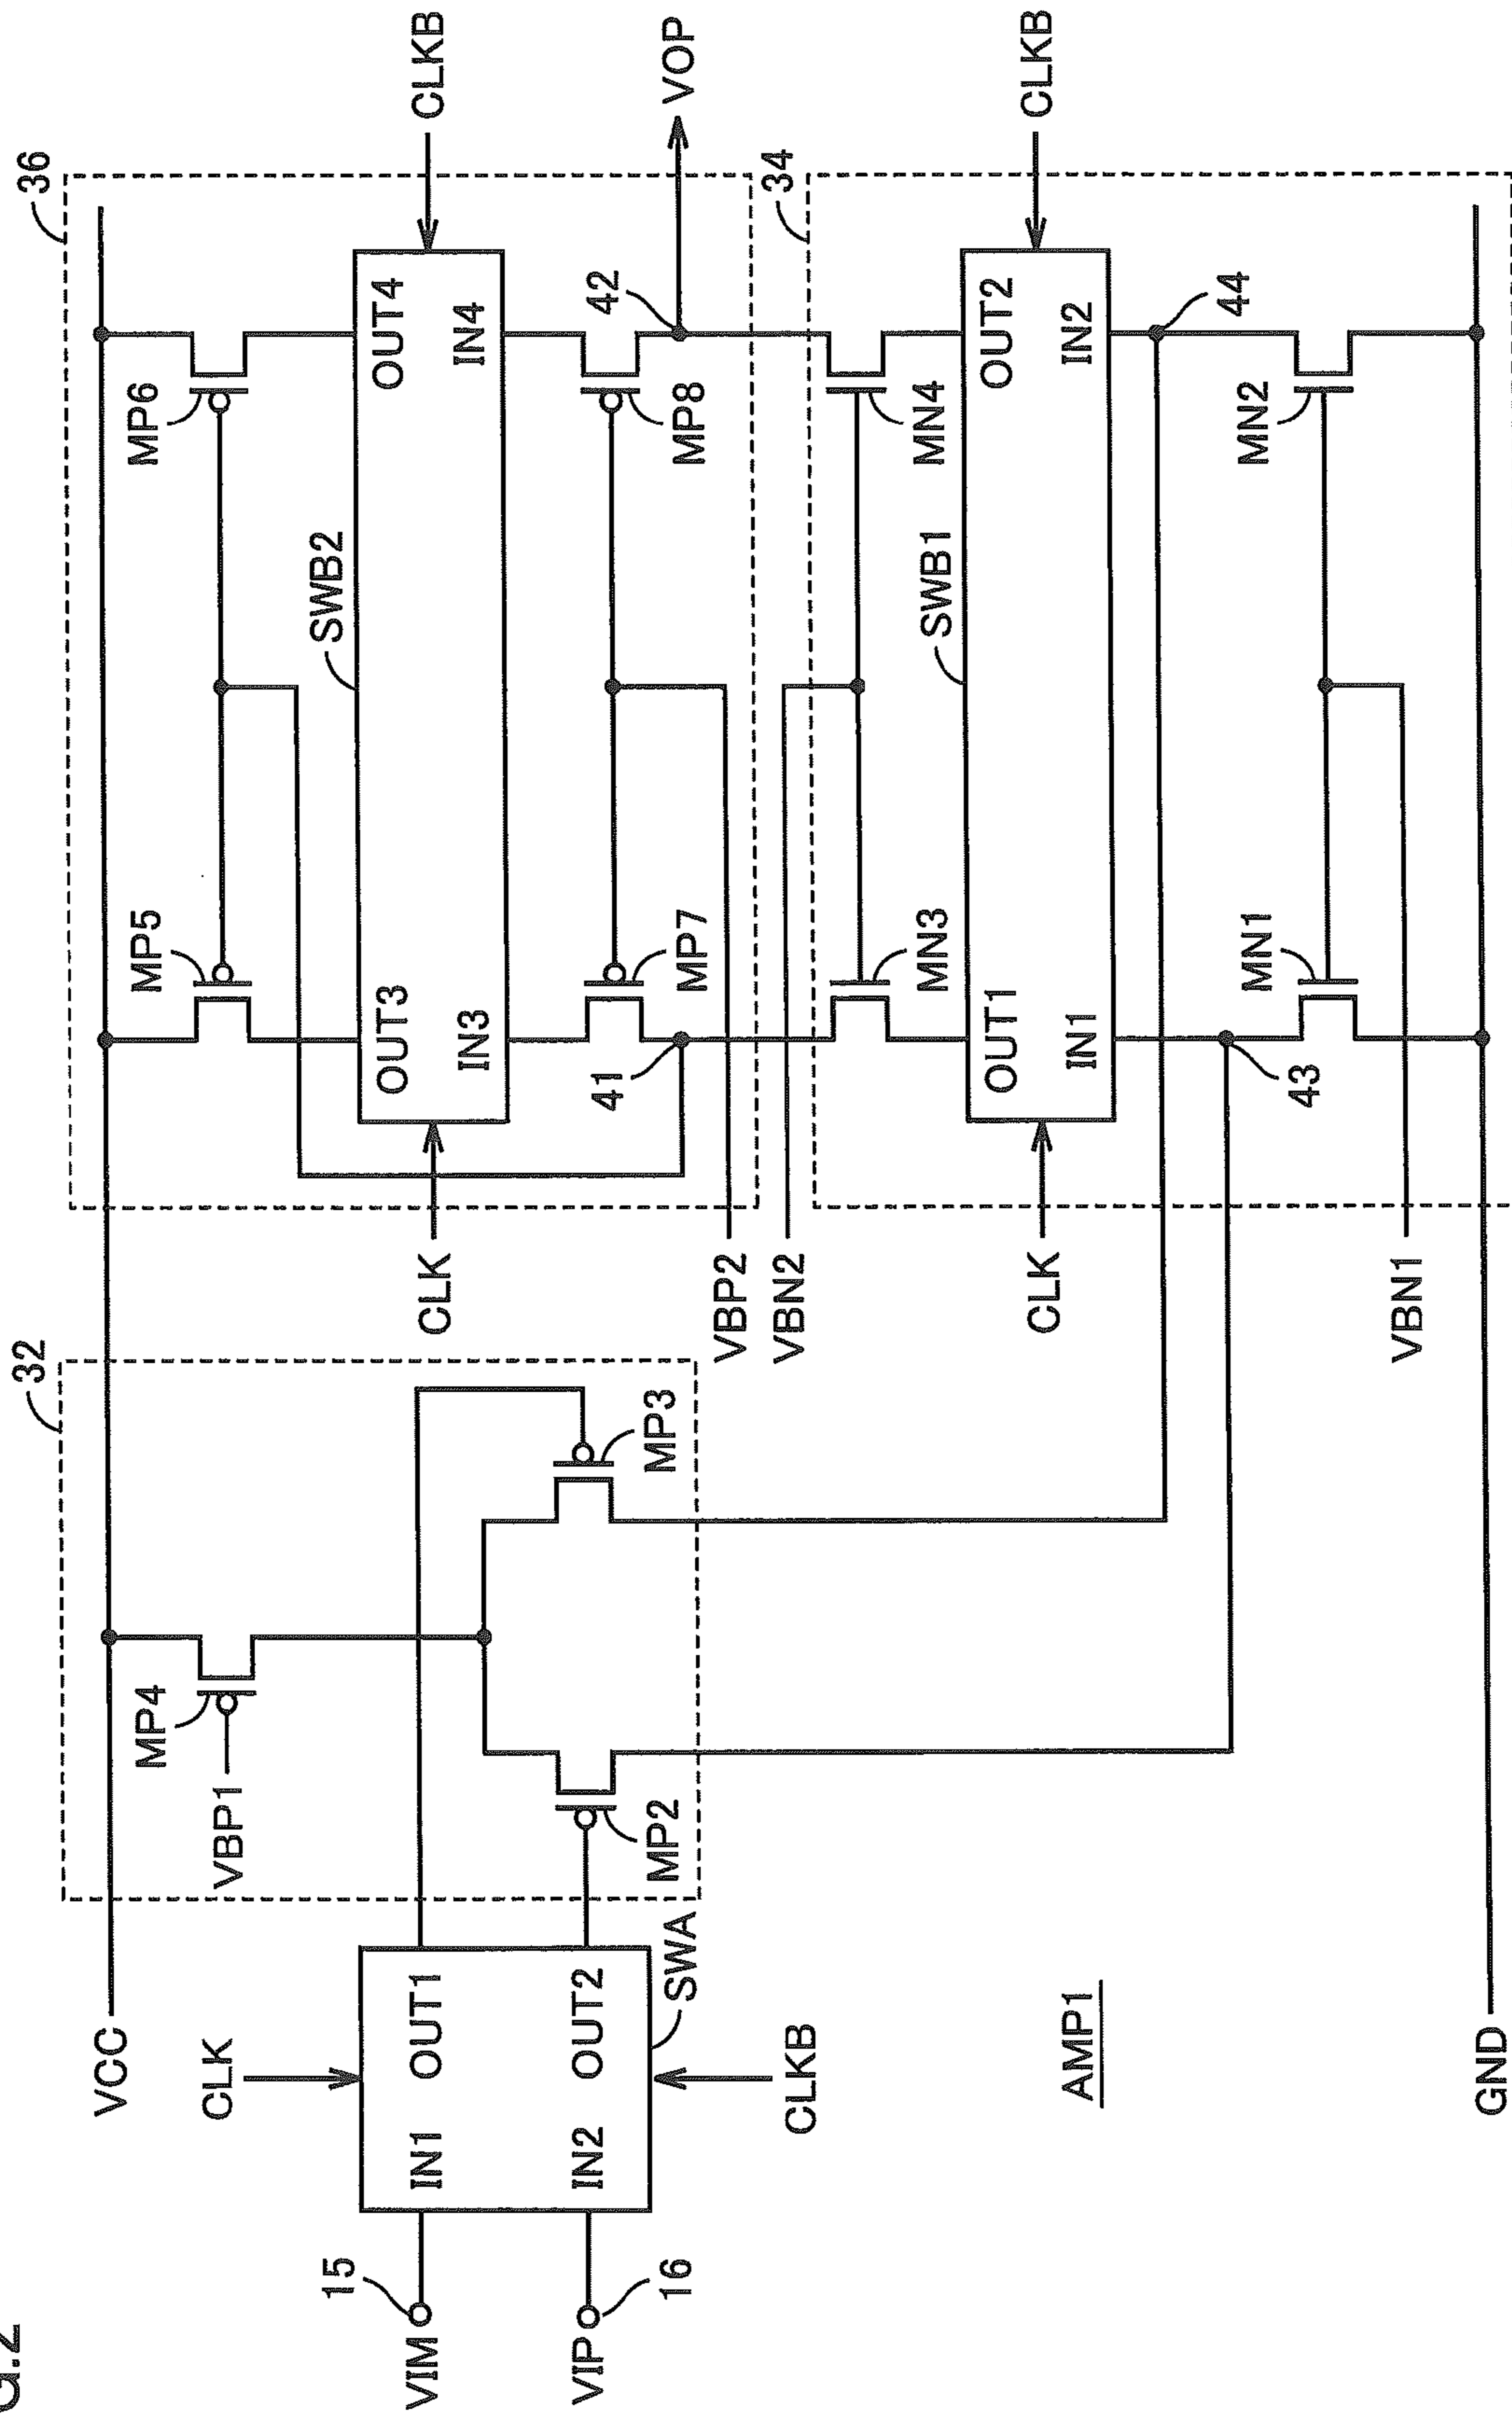 G.2
VCC
CLK
VIM
15
IN1
OUT1
VIP
16
IN2
OUT2
SWA
CLKB
AMP1
GND
32
MP4
VBP1
MP2
MP3
36
MP5
MP6
CLK
OUT3
OUT4
SWB2
IN3
IN4
CLKB
MP7
MP8
41
42
VOP
VBP2
VBN2
34
MN3
MN4
CLK
OUT1
OUT2
SWB1
IN1
IN2
CLKB
43
44
MN1
MN2
VBN1